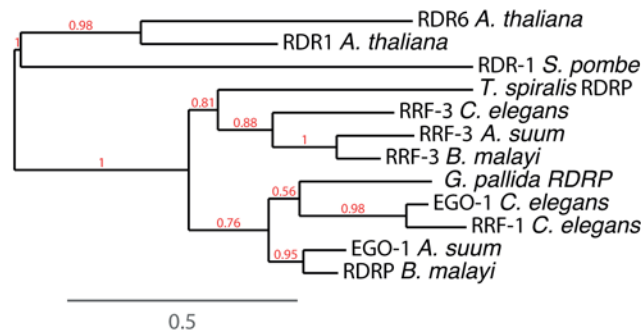 RDR6 A. thaliana
0.98
RDR1 A. thaliana
1
RDR-1 S. pombe
T. spiralis RDRP
0.81
RRF-3 C. elegans
0.88
RRF-3 A. suum
1
RRF-3 B. malayi
1
G. pallida RDRP
0.56
EGO-1 C. elegans
0.98
RRF-1 C. elegans
0.76
EGO-1 A. suum
0.95
RDRP B. malayi
0.5